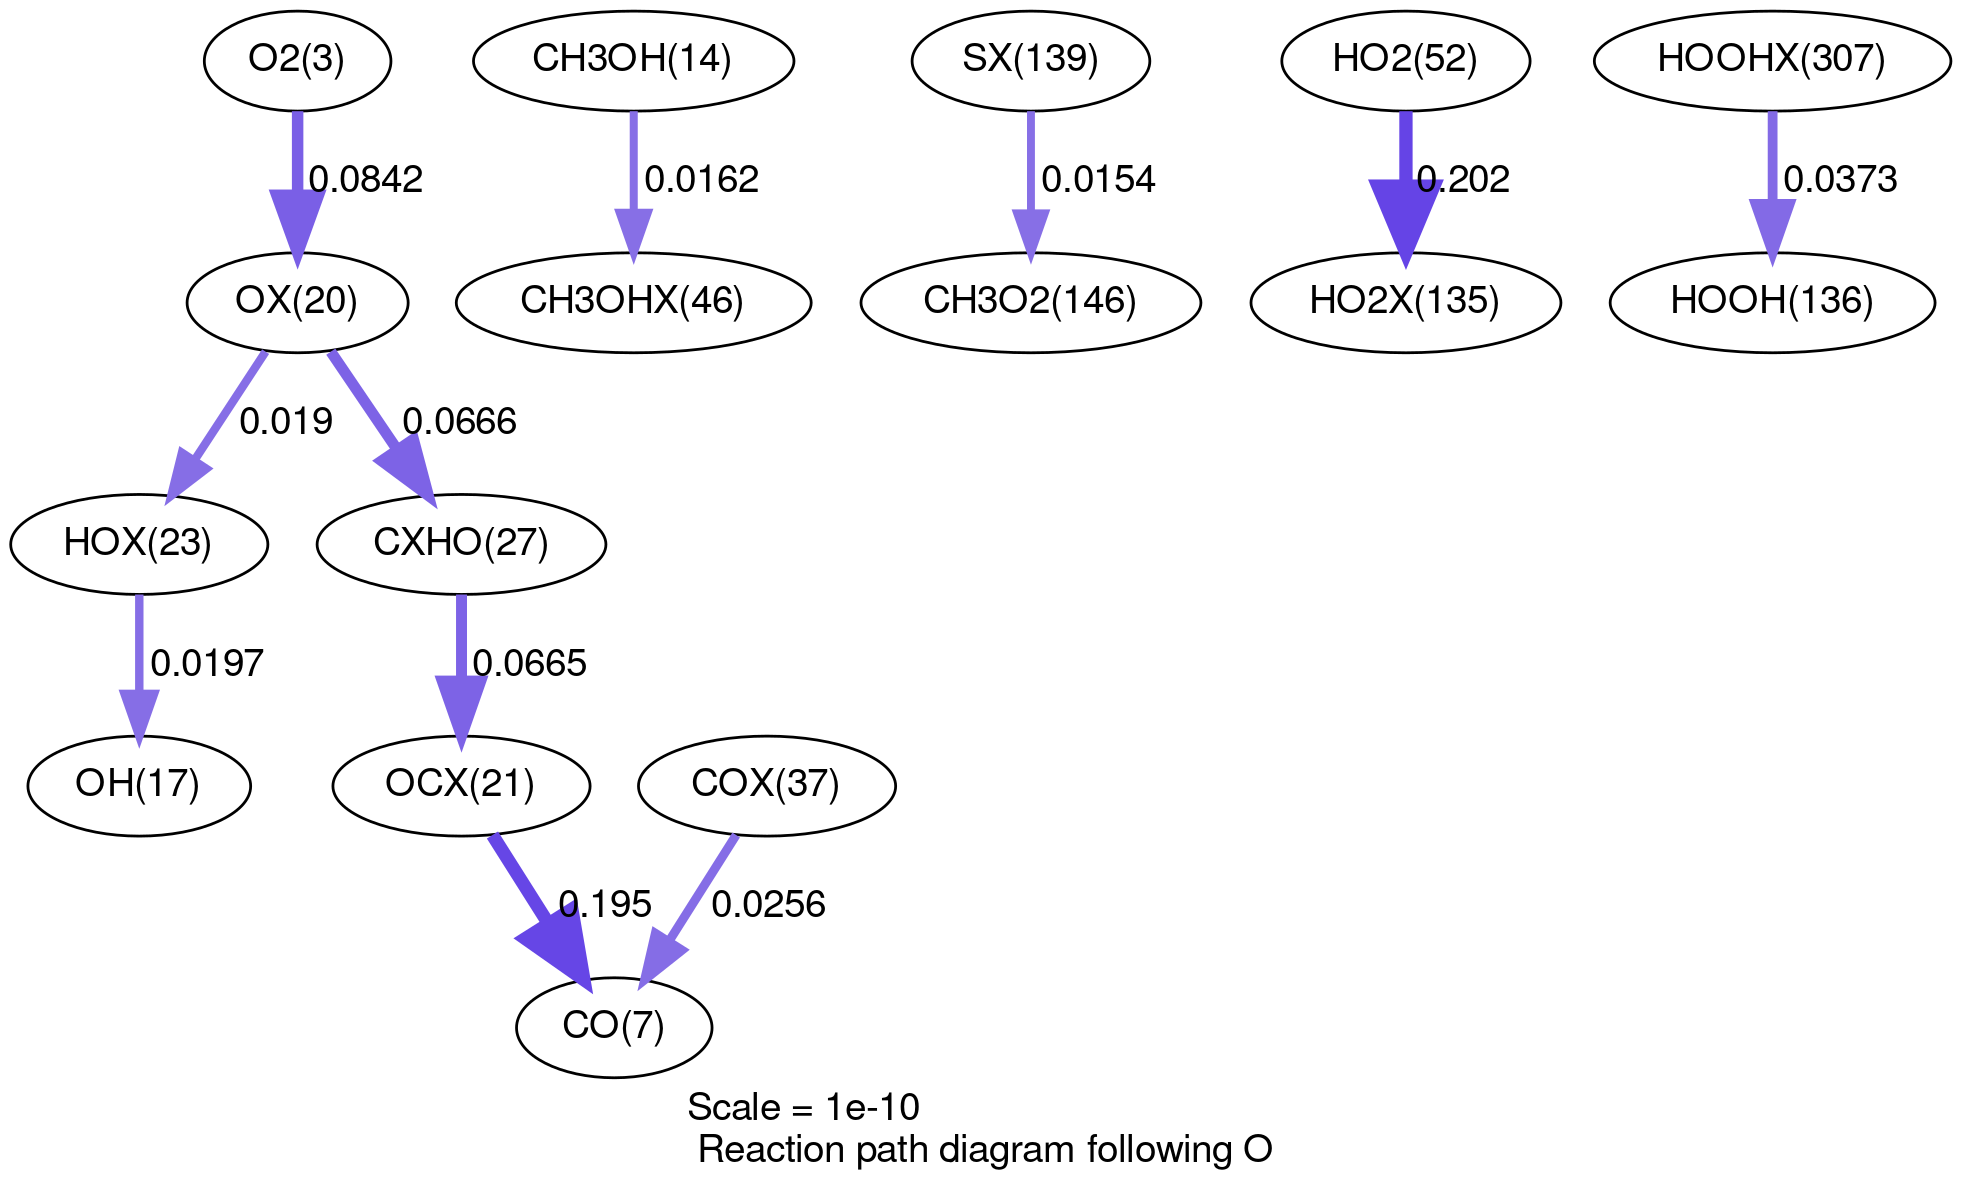 O2(3)
CH3OH(14)
SX(139)
HO2(52)
HOOHX(307)
0.0842
0.0162
0.0154
0.202
0.0373
OX(20)
CH3OHX(46)
CH3O2(146)
HO2X(135)
HOOH(136)
0.019
0.0666
HOX(23)
CXHO(27)
0.0197
0.0665
OH(17)
OCX(21)
COX(37)
0.195
0.0256
CO(7)
Scale = 1e-10
Reaction path diagram following O